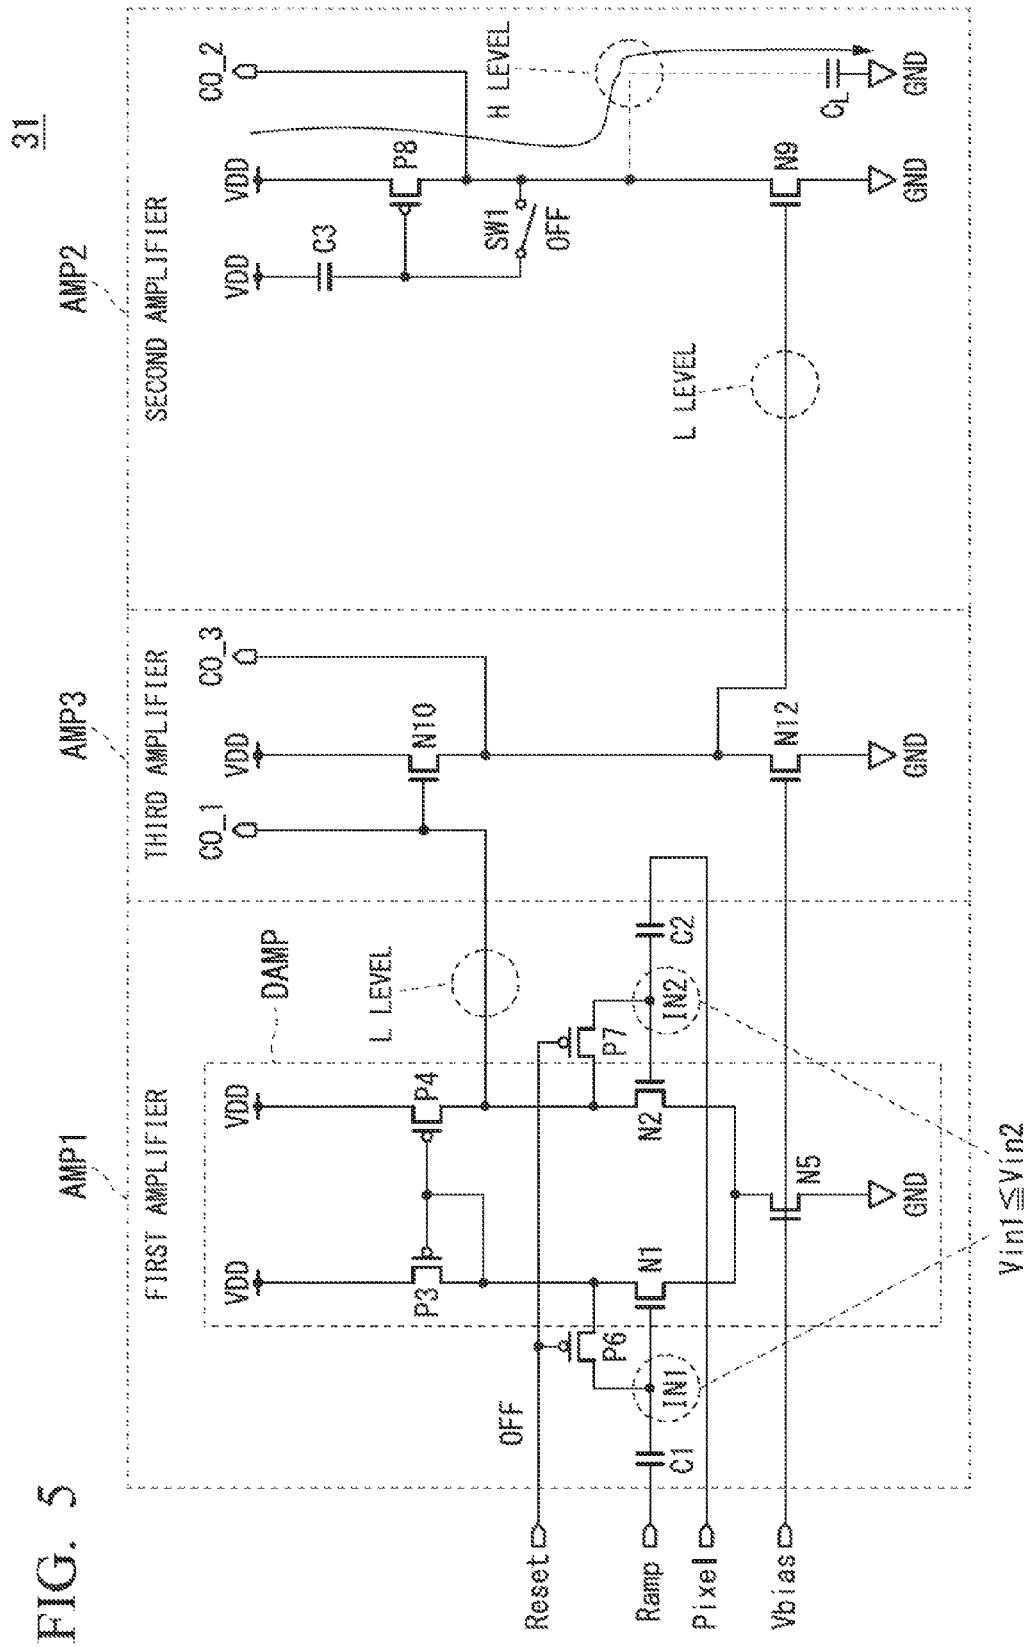 FIG. 5
31
AMP1
AMP3
AMP2
FIRST AMPLIFIER
THIRD AMPLIFIER
SECOND AMPLIFIER
DAMP
CO_1
CO_3
CO_2
VDD
VDD
VDD
VDD
VDD
C3
P3
P4
N10
P8
L LEVEL
H LEVEL
SW1
OFF
OFF
P6
P7
IN1
IN2
C1
C2
N1
N2
L LEVEL
N5
N12
N9
CL
GND
GND
GND
GND
Reset
Ramp
Pixel
Vbias
Vin1≦Vin2